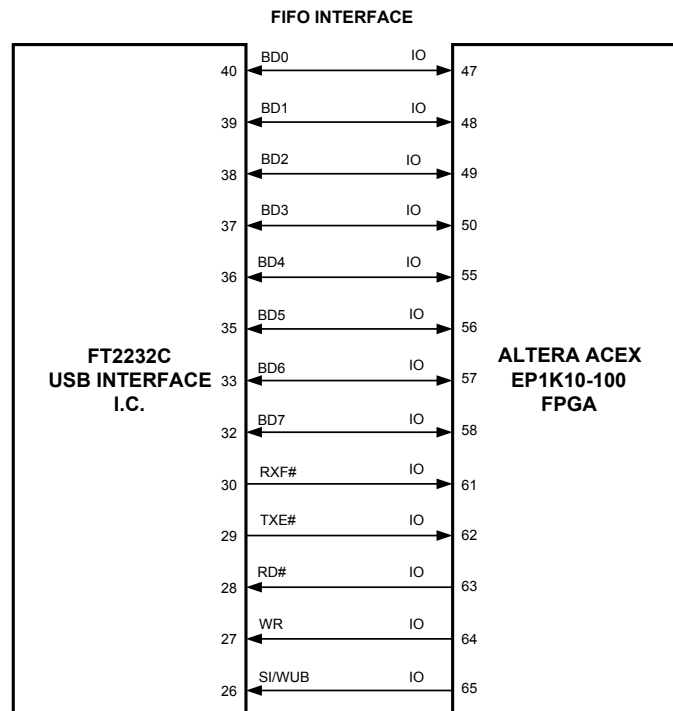 FIFO INTERFACE
40 BD0 IO 47
39 BD1 IO 48
38 BD2 IO 49
37 BD3 IO 50
36 BD4 IO 55
35 BD5 IO 56
FT2232C
USB INTERFACE
I.C.
ALTERA ACEX
EP1K10-100
FPGA
33 BD6 IO 57
32 BD7 IO 58
30 RXF# IO 61
29 TXE# IO 62
28 RD# IO 63
27 WR IO 64
26 SI/WUB IO 65